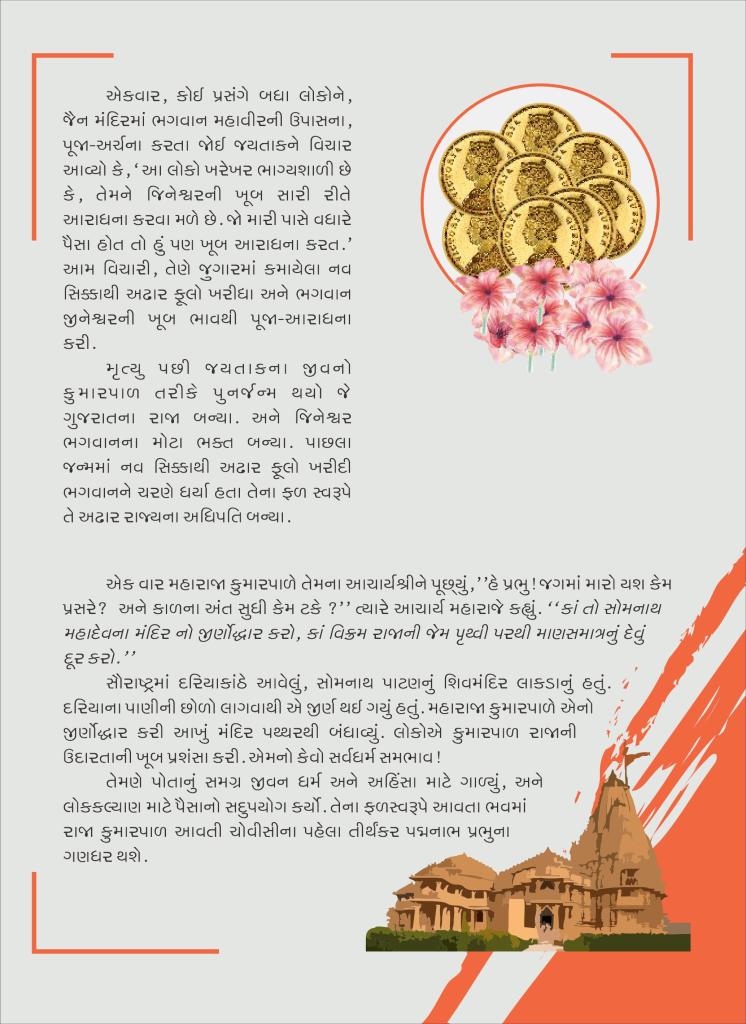 એકવાર, કોઈ પ્રસંગે બધા લોકોને,
જૈન મંદિરમાં ભગવાન મહાવીરની ઉપાસના,
પૂજા-અર્ચના કરતા જોઈ જયતાકને વિચાર
આવ્યો કે,‘આ લોકો ખરેખર ભાગ્યશાળી છે
કે, તેમને જિનેશ્વરની ખૂબ સારી રીતે
આરાધના કરવા મળે છે.જો મારી પાસે વધારે
પૈસા હોત તો હું પણ ખૂબ આરાધના કરત.’
આમ વિચારી, તેણે જુગારમાં કમાયેલા નવ
સિક્કાથી અઢાર ફૂલો ખરીધા અને ભગવાન
જીનેશ્વરની ખૂબ ભાવથી પૂજા-આરાધના
કરી.
મૃત્યુ પછી જયતાકના જીવનો
કુમારપાળ તરીકે પુનર્જન્મ થયો જે
ગુજરાતના રાજા બન્યા. અને જિનેશ્વર
ભગવાનના મોટા ભક્ત બન્યા. પાછલા
જન્મમાં નવ સિક્કાથી અઢાર ફૂલો ખરીદી
ભગવાનને ચરણે ધર્યા હતા તેના ફળ સ્વરૂપે
તે અઢાર રાજ્યના અધિપતિ બન્યા.
એક વાર મહારાજા કુમારપાળે તેમના આચાર્યશ્રીને પૂછ્યું,’’હે પ્રભુ!જગમાં મારો યશ કેમ
પ્રસરે? અને કાળના અંત સુધી કેમ ટકે ?’’ ત્યારે આચાર્ય મહારાજે કહ્યું. ‘‘કાં તો સોમનાથ
મહાદેવના મંદિર નો જીર્ણોદ્ધાર કરો, કાં વિક્રમ રાજાની જેમ પૃથ્વી પરથી માણસમાત્રનું દેવું
દૂર કરો.’’
સૌરાષ્ટ્રમાં દરિયાકાંઠે આવેલું, સોમનાથ પાટણનું શિવમંદિર લાકડાનું હતું.
દરિયાના પાણીની છોળો લાગવાથી એ જીર્ણ થઈ ગયું હતું.મહારાજા કુમારપાળે એનો
જીર્ણોદ્ધાર કરી આખું મંદિર પથ્થરથી બંધાવ્યું. લોકોએ કુમારપાળ રાજાની
ઉદારતાની ખૂબ પ્રશંસા કરી.એમનો કેવો સર્વધર્મ સમભાવ!
તેમણે પોતાનું સમગ્ર જીવન ધર્મ અને અહિંસા માટે ગાળ્યું, અને
લોકકલ્યાણ માટે પૈસાનો સદુપયોગ કર્યો.તેના ફળસ્વરૂપે આવતા ભવમાં
રાજા કુમારપાળ આવતી ચોવીસીના પહેલા તીર્થંકર પદ્મનાભ પ્રભુના
ગણધર થશે.